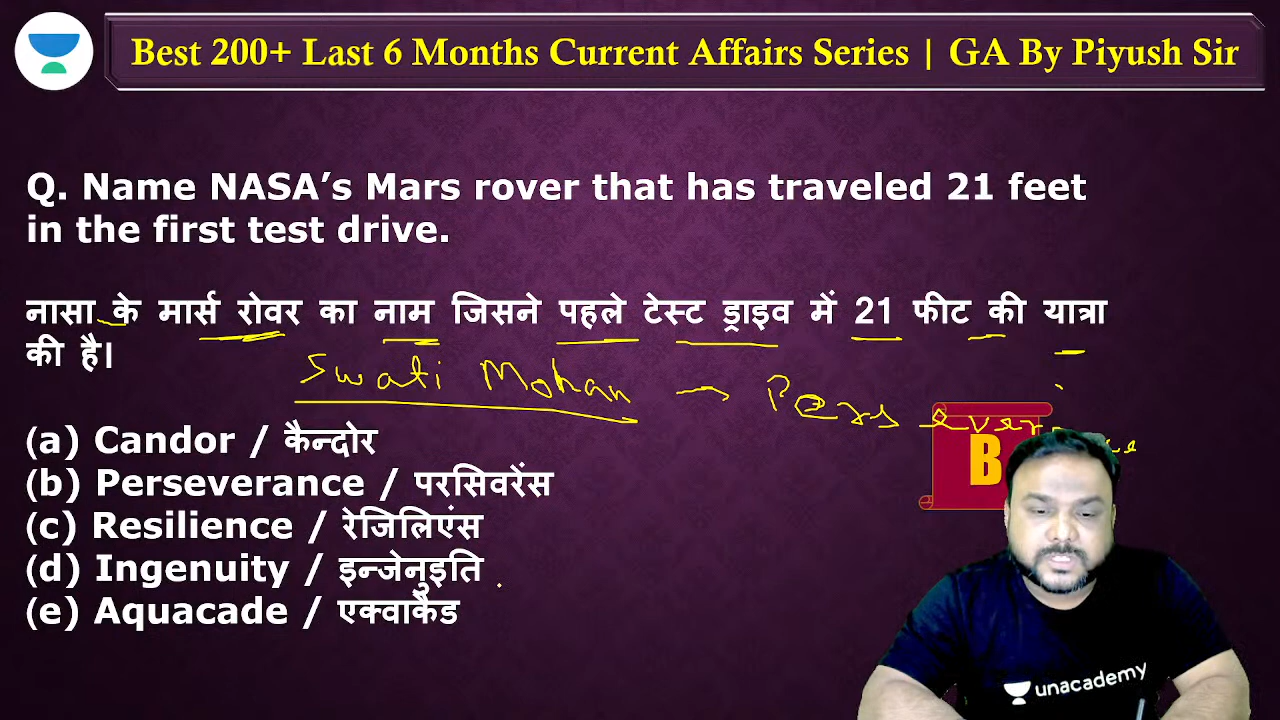 Best 200+ Last 6 Months Current Affairs Series | GA By Piyush Sir
Q. Name NASA's Mars rover that has traveled 21 feet
in the first test drive.
नासा के मार्स रोवर का नाम जिसने पहले टेस्ट ड्राइव में 21 फीट की यात्रा
की है।
Swati Mohan → Perseverance
(a) Candor / कैन्दोर
B
(b) Perseverance / परसिवरेंस
(c) Resilience / रेजिलिएंस
(d) Ingenuity / इन्जेनुइति
(e) Aquacade / एक्वाकैड
unacademy